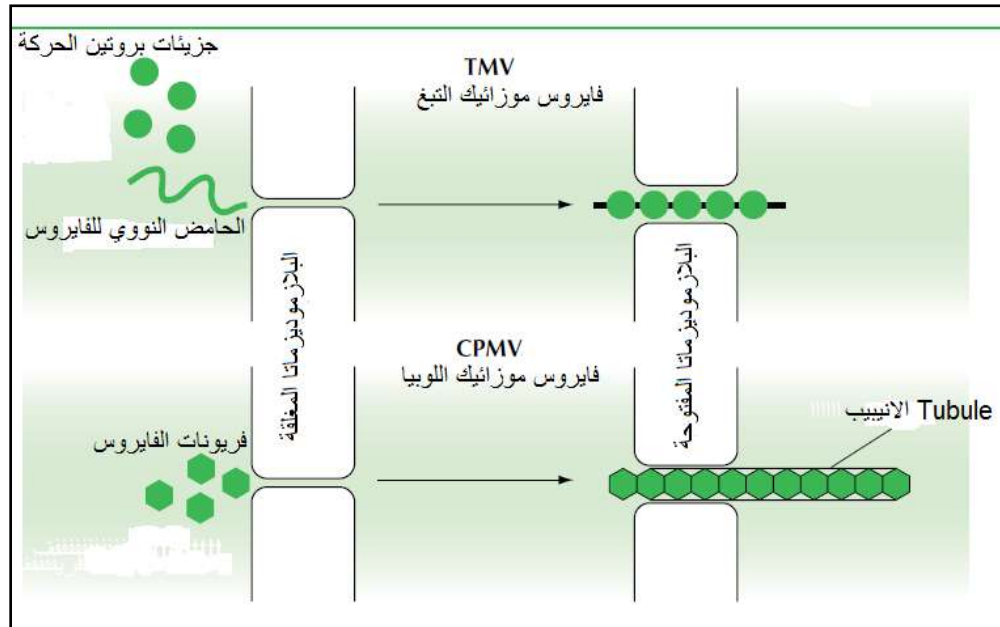 جزيئات بروتين الحركة
TMV
فايروس موزائيك التبغ
الحامض النووي للفايروس
البلازموديزماتا المغلقة
البلازموديزماتا المفتوحة
CPMV
فايروس موزائيك اللوبيا
الانيبيب Tubule
فريونات الفايروس